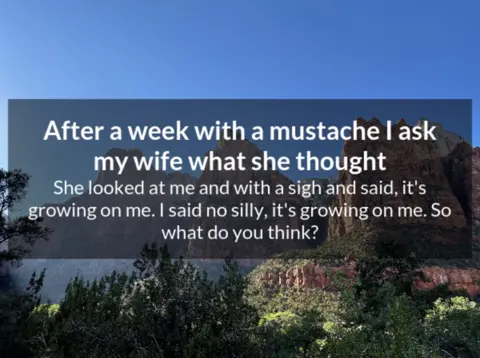 After a week with a mustache I ask
my wife what she thought
She looked at me and with a sigh and said, it's
growing on me. I said no silly, it's growing on me. So
what do you think?